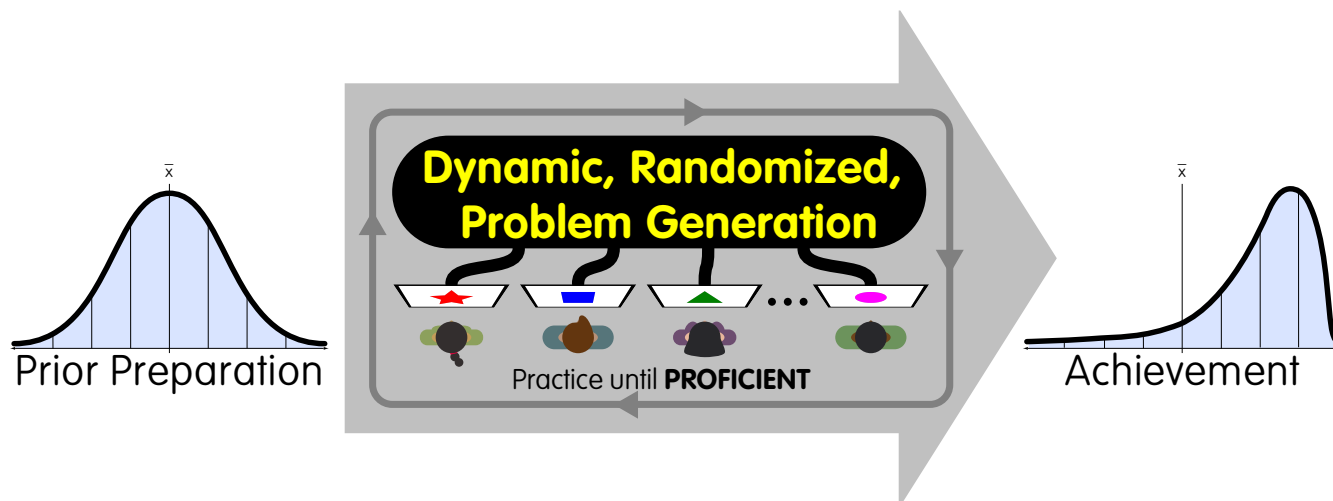 x̄
Prior Preparation
Dynamic, Randomized,
Problem Generation
...
Practice until PROFICIENT
x̄
Achievement